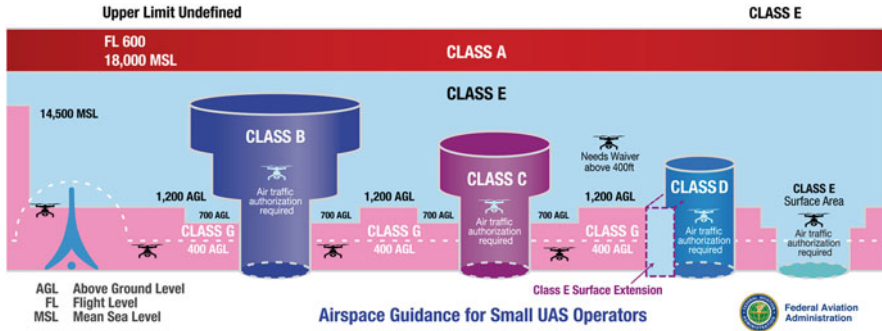 Upper Limit Undefined
CLASS E
FL 600
18,000 MSL
CLASS A
CLASS E
14,500 MSL
CLASS B
Air traffic
authorization
required
CLASS C
Air traffic
authorization
required
Needs Waiver
above 400ft
CLASS D
Air traffic
authorization
required
CLASS E
Surface Area
Air traffic
authorization
required
1,200 AGL
1,200 AGL
1,200 AGL
700 AGL
700 AGL
700 AGL
700 AGL
CLASS G
CLASS G
CLASS G
400 AGL
400 AGL
400 AGL
Class E Surface Extension
AGL Above Ground Level
FL Flight Level
MSL Mean Sea Level
Airspace Guidance for Small UAS Operators
Federal Aviation
Administration